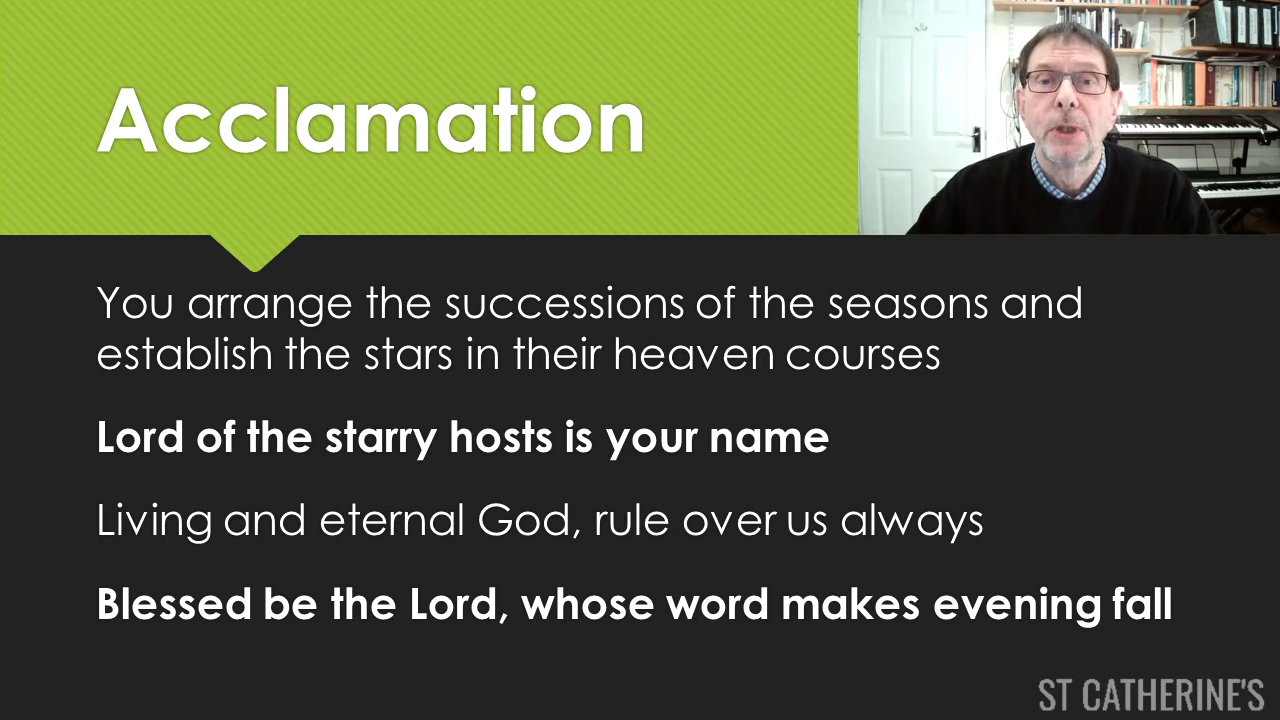 Acclamation
You arrange the successions of the seasons and
establish the stars in their heaven courses
Lord of the starry hosts is your name
Living and eternal God, rule over us always
Blessed be the Lord, whose word makes evening fall
ST CATHERINE'S